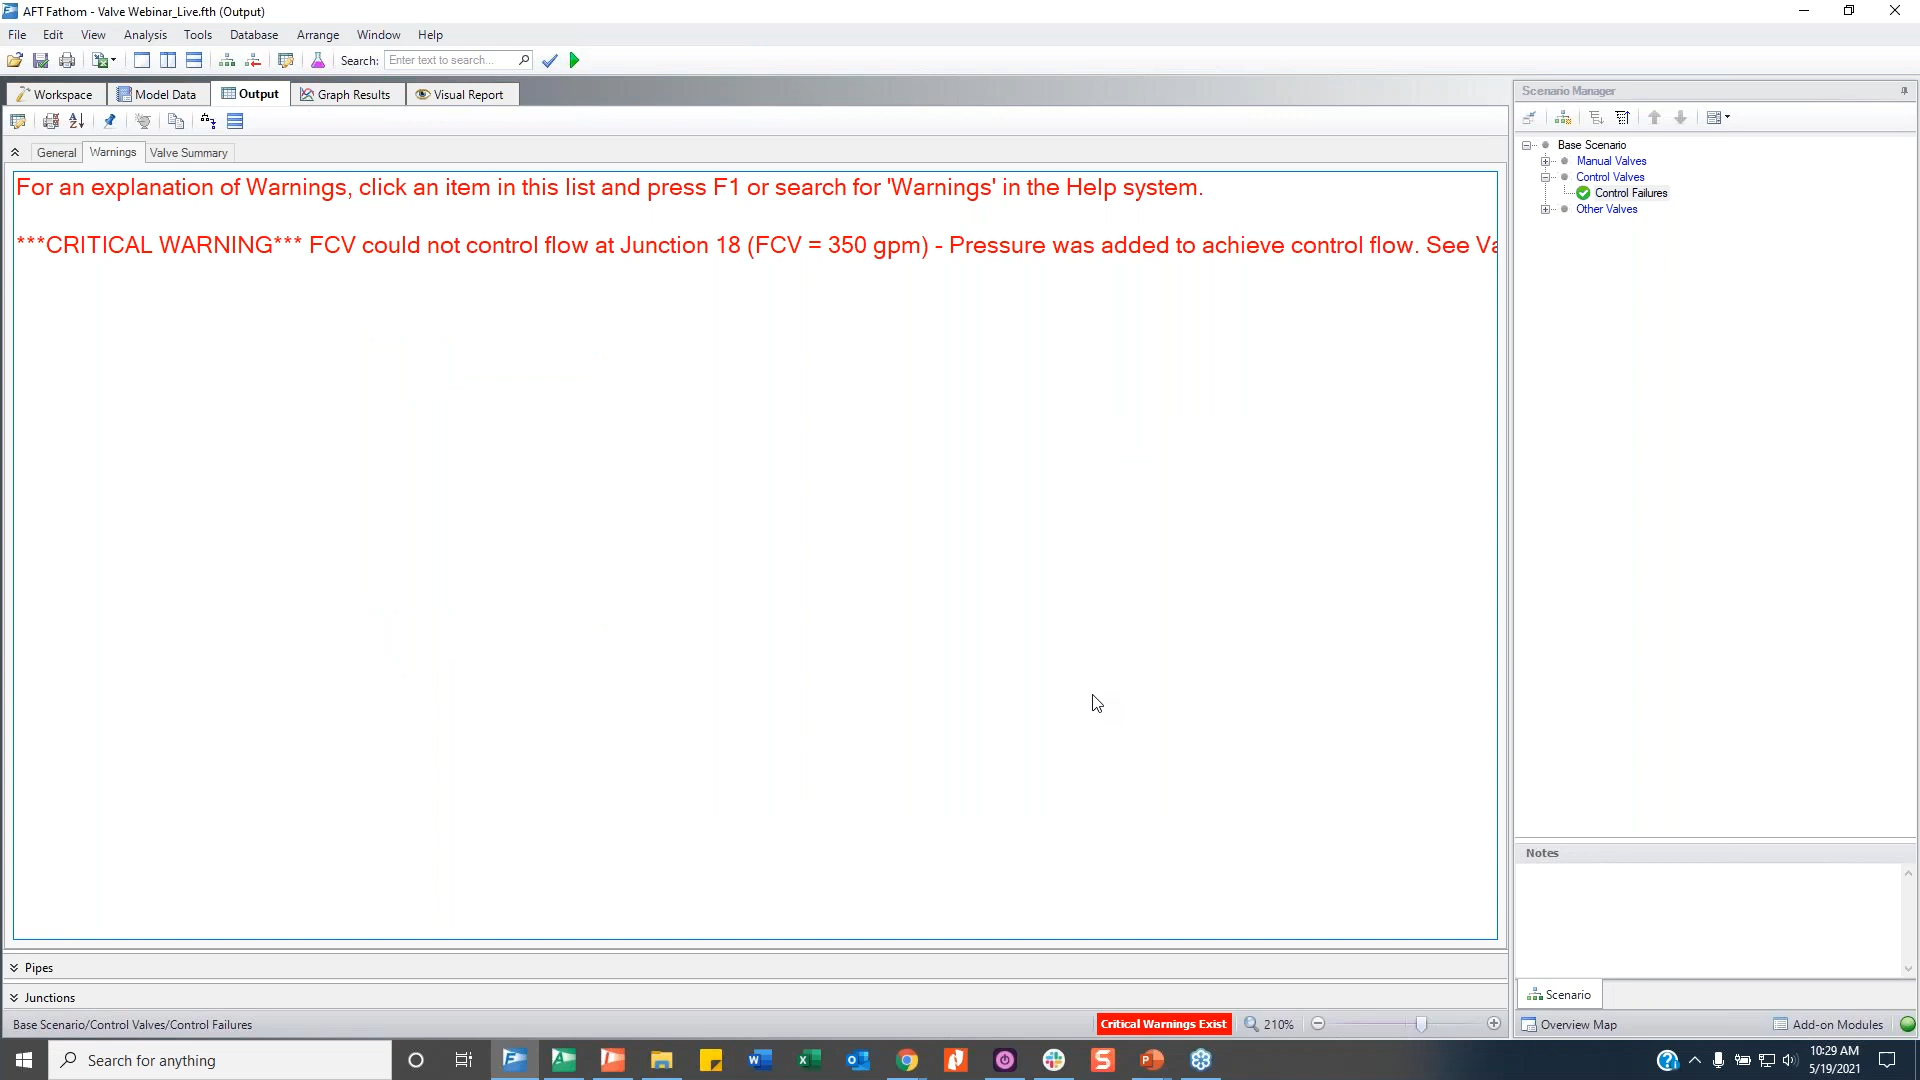 AFT Fathom - Valve Webinar_Live.fth (Output)
File Edit View Analysis Tools Database Arrange Window Help
Search: Enter text to search...
Workspace Model Data Output Graph Results Visual Report
General Warnings Valve Summary
For an explanation of Warnings, click an item in this list and press F1 or search for 'Warnings' in the Help system.
***CRITICAL WARNING*** FCV could not control flow at Junction 18 (FCV = 350 gpm) - Pressure was added to achieve control flow. See Va
Scenario Manager
Base Scenario
Manual Valves
Control Valves
Control Failures
Other Valves
Notes
Scenario
Pipes
Junctions
Base Scenario/Control Valves/Control Failures
Critical Warnings Exist
210%
Overview Map
Add-on Modules
Search for anything
10:29 AM
5/19/2021